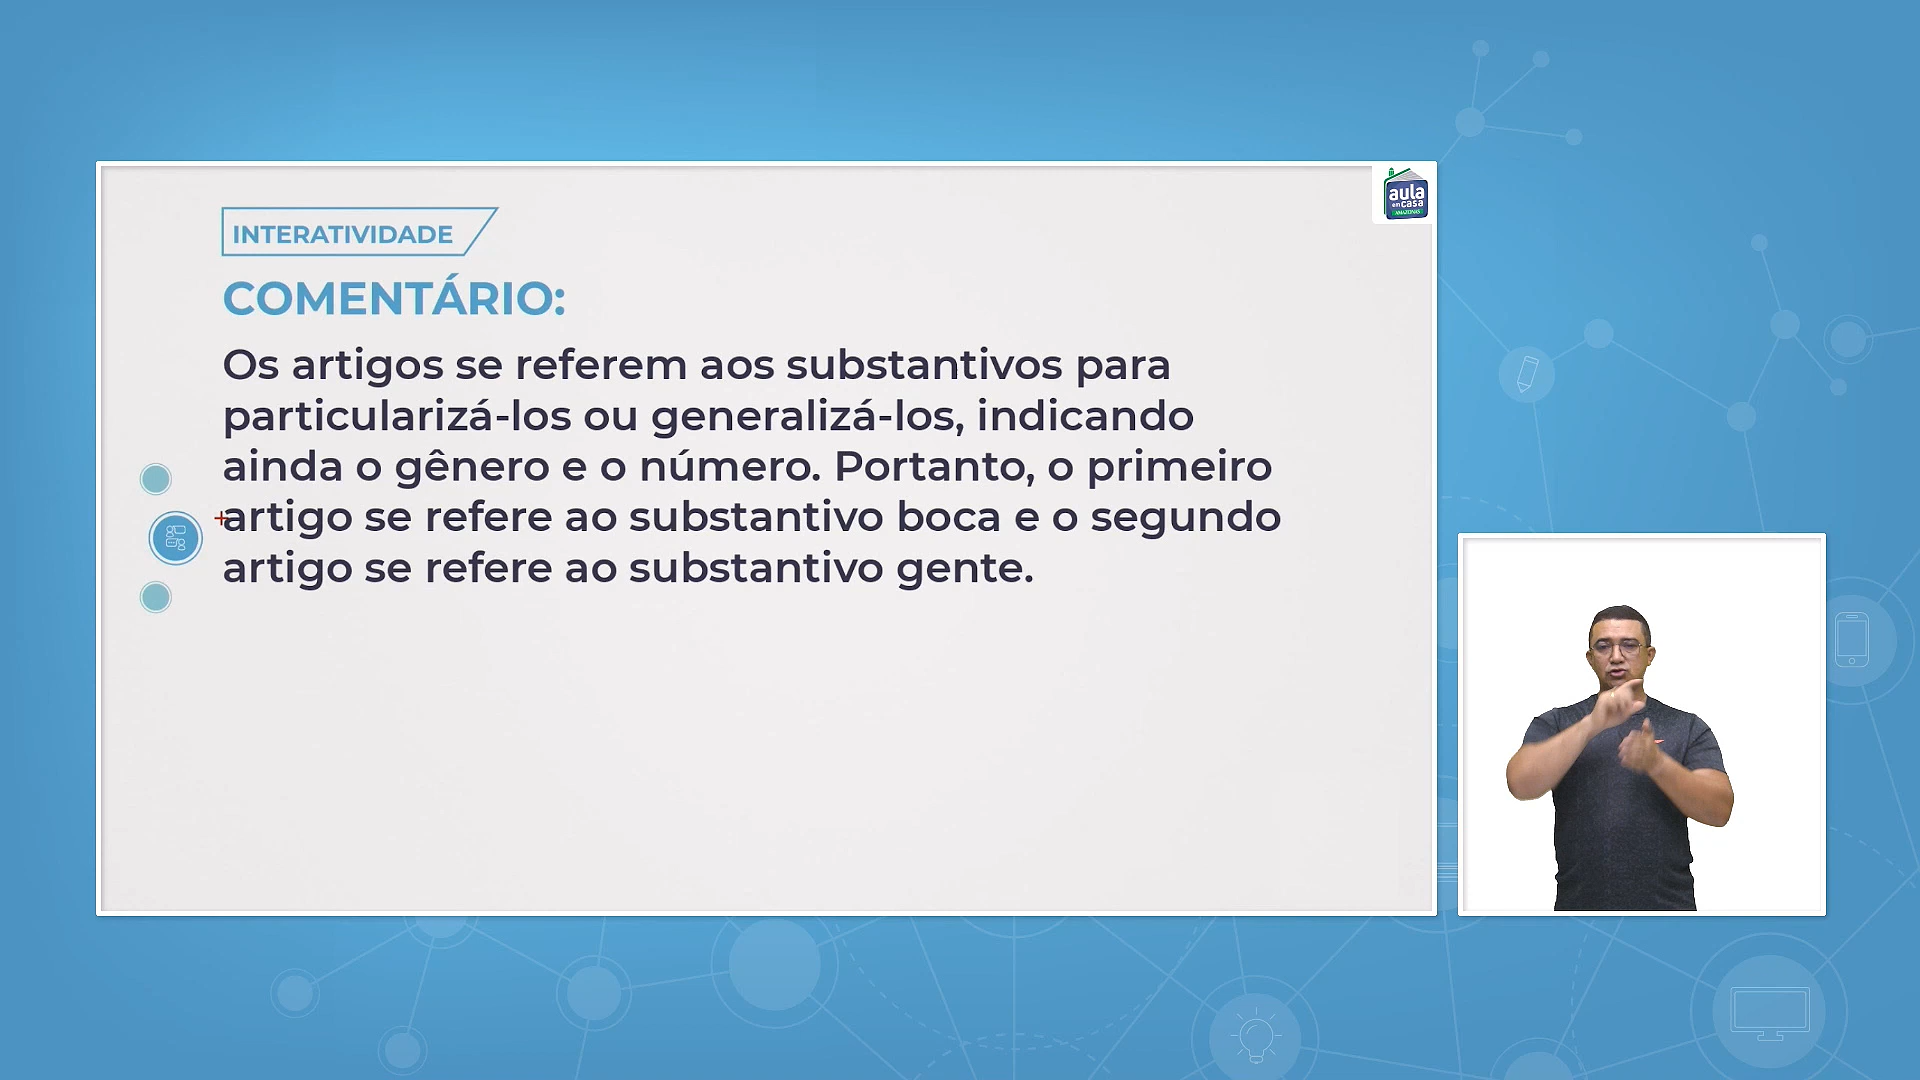 aula
em casa
AMAZONAS
INTERATIVIDADE
COMENTÁRIO:
Os artigos se referem aos substantivos para
particularizá-los ou generalizá-los, indicando
ainda o gênero e o número. Portanto, o primeiro
artigo se refere ao substantivo boca e o segundo
artigo se refere ao substantivo gente.